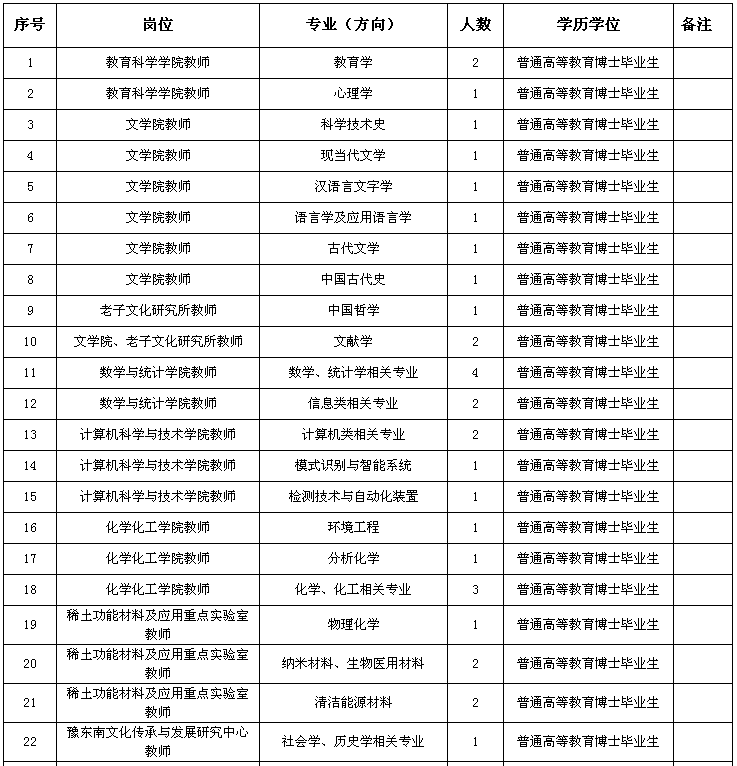 序号 岗位 专业（方向） 人数 学历学位 备注
1 教育科学学院教师 教育学 2 普通高等教育博士毕业生
2 教育科学学院教师 心理学 1 普通高等教育博士毕业生
3 文学院教师 科学技术史 1 普通高等教育博士毕业生
4 文学院教师 现当代文学 1 普通高等教育博士毕业生
5 文学院教师 汉语言文字学 1 普通高等教育博士毕业生
6 文学院教师 语言学及应用语言学 1 普通高等教育博士毕业生
7 文学院教师 古代文学 1 普通高等教育博士毕业生
8 文学院教师 中国古代史 1 普通高等教育博士毕业生
9 老子文化研究所教师 中国哲学 1 普通高等教育博士毕业生
10 文学院、老子文化研究所教师 文献学 2 普通高等教育博士毕业生
11 数学与统计学院教师 数学、统计学相关专业 4 普通高等教育博士毕业生
12 数学与统计学院教师 信息类相关专业 2 普通高等教育博士毕业生
13 计算机科学与技术学院教师 计算机类相关专业 2 普通高等教育博士毕业生
14 计算机科学与技术学院教师 模式识别与智能系统 1 普通高等教育博士毕业生
15 计算机科学与技术学院教师 检测技术与自动化装置 1 普通高等教育博士毕业生
16 化学化工学院教师 环境工程 1 普通高等教育博士毕业生
17 化学化工学院教师 分析化学 1 普通高等教育博士毕业生
18 化学化工学院教师 化学、化工相关专业 3 普通高等教育博士毕业生
19 稀土功能材料及应用重点实验室
教师 物理化学 1 普通高等教育博士毕业生
20 稀土功能材料及应用重点实验室
教师 纳米材料、生物医用材料 2 普通高等教育博士毕业生
21 稀土功能材料及应用重点实验室
教师 清洁能源材料 2 普通高等教育博士毕业生
22 豫东南文化传承与发展研究中心
教师 社会学、历史学相关专业 1 普通高等教育博士毕业生